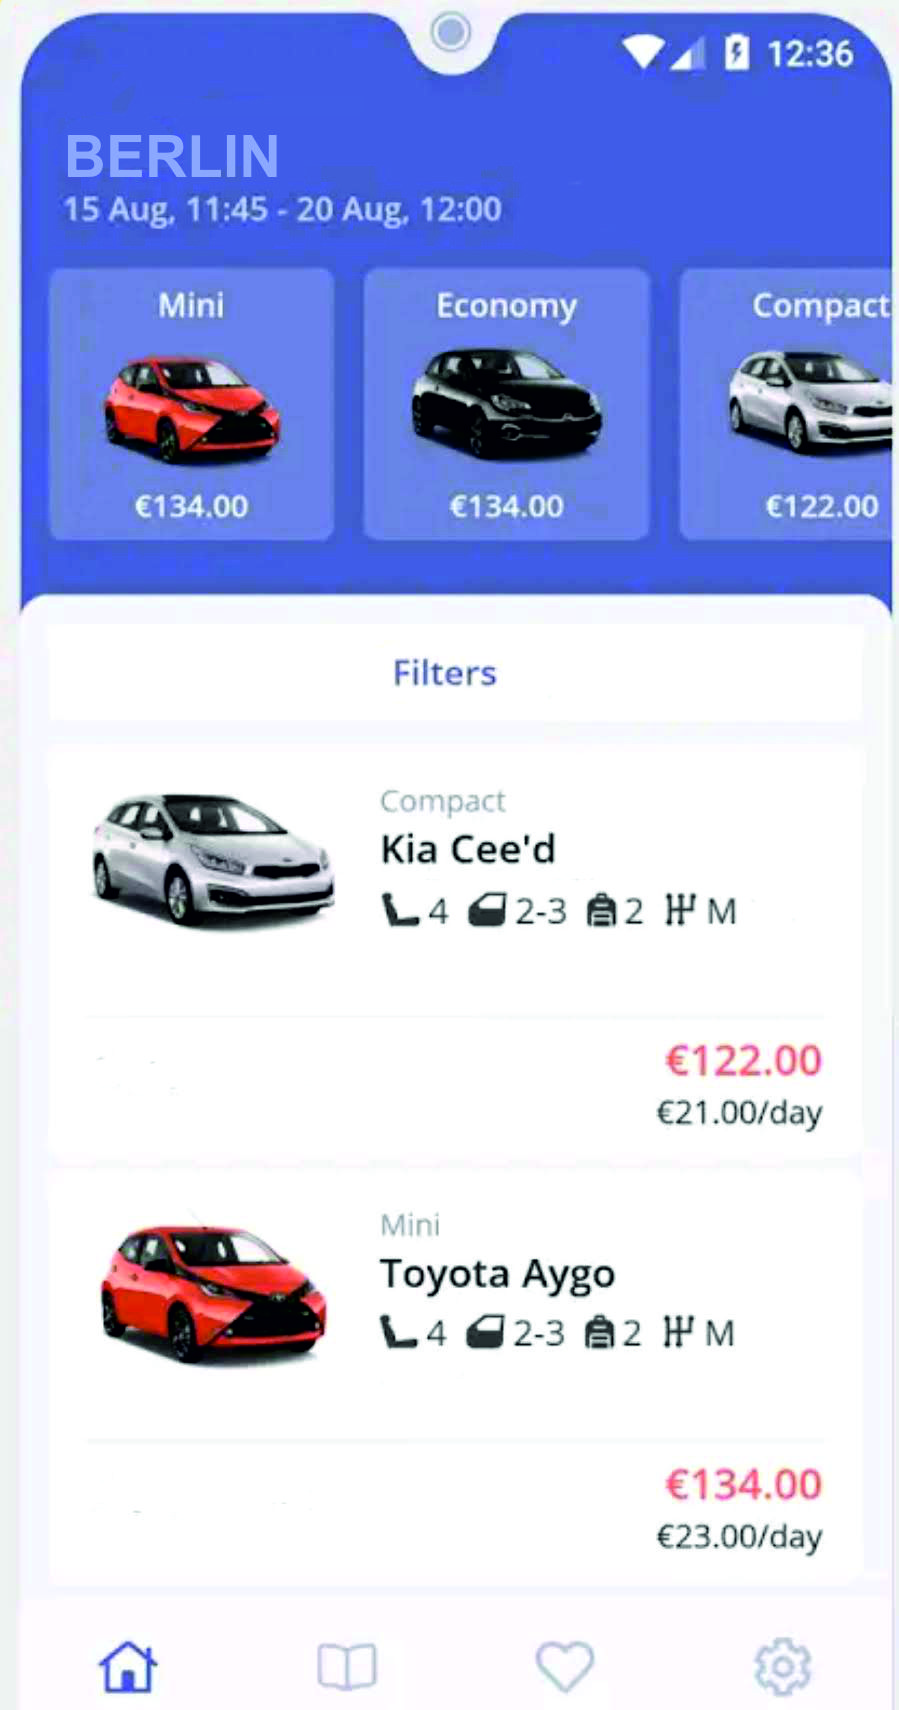 12:36
BERLIN
15 Aug, 11:45 - 20 Aug, 12:00
Mini
Economy
Compact
€134.00
€134.00
€122.00
Filters
Compact
Kia Cee'd
4 2-3 2 M
€122.00
€21.00/day
Mini
Toyota Aygo
4 2-3 2 M
€134.00
€23.00/day